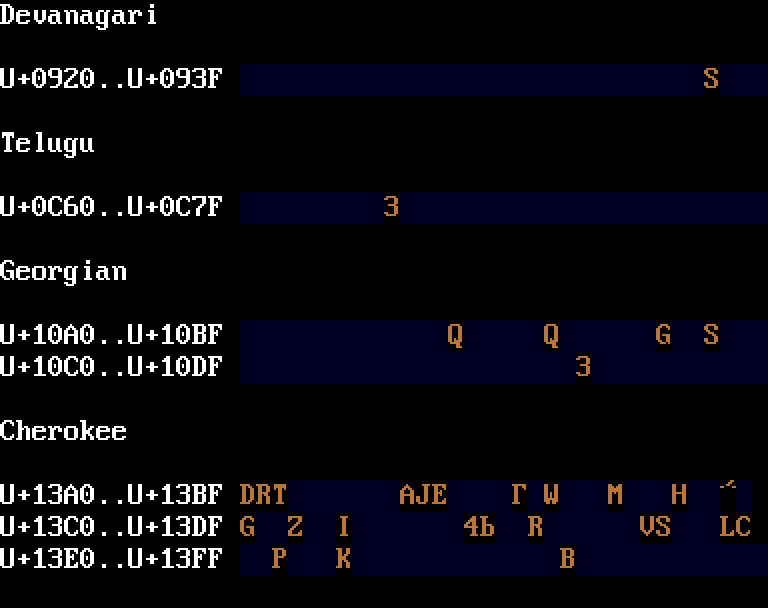 Devanagari
U+0920..U+093F S
Telugu
U+0C60..U+0C7F 3
Georgian
U+10A0..U+10BF Q Q G S
U+10C0..U+10DF 3
Cherokee
U+13A0..U+13BF DRT AJE Γ W M H
U+13C0..U+13DF G Z I 4Ь R VS LC
U+13E0..U+13FF P K B